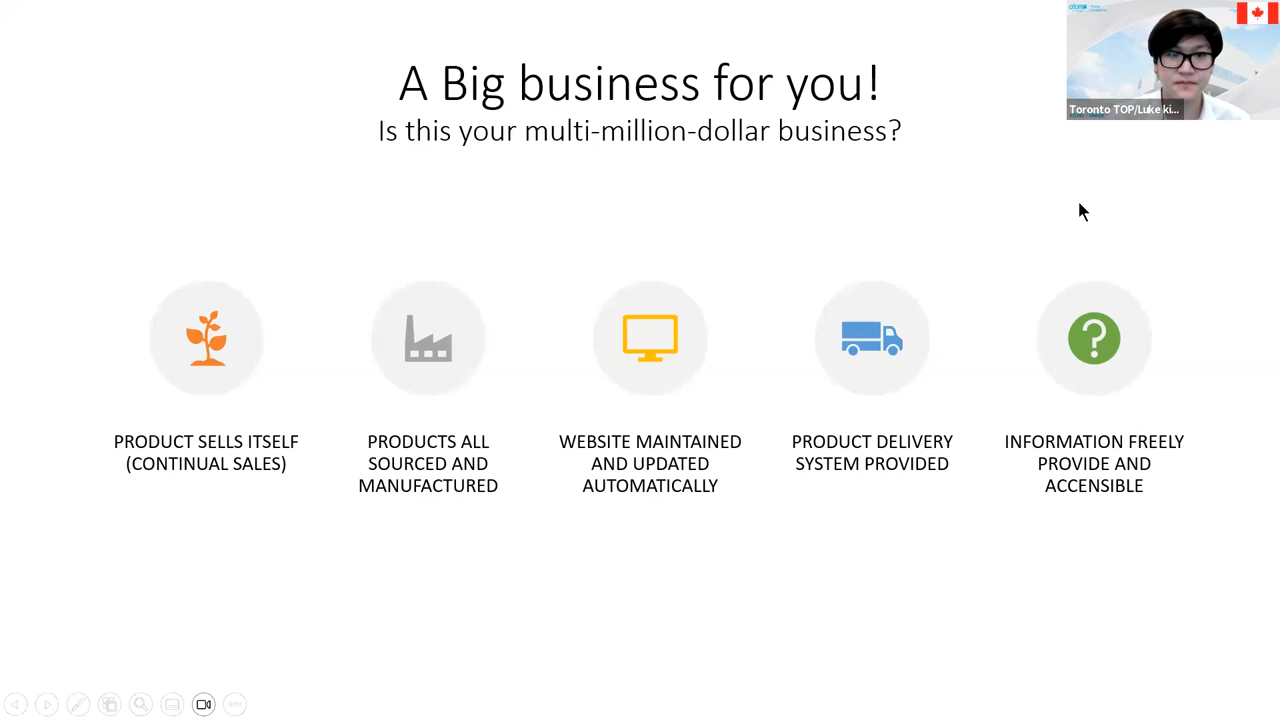 A Big business for you!
Is this your multi-million-dollar business?
Toronto TOP/Luke ki...
PRODUCT SELLS ITSELF
(CONTINUAL SALES)
PRODUCTS ALL
SOURCED AND
MANUFACTURED
WEBSITE MAINTAINED
AND UPDATED
AUTOMATICALLY
PRODUCT DELIVERY
SYSTEM PROVIDED
INFORMATION FREELY
PROVIDE AND
ACCENSIBLE